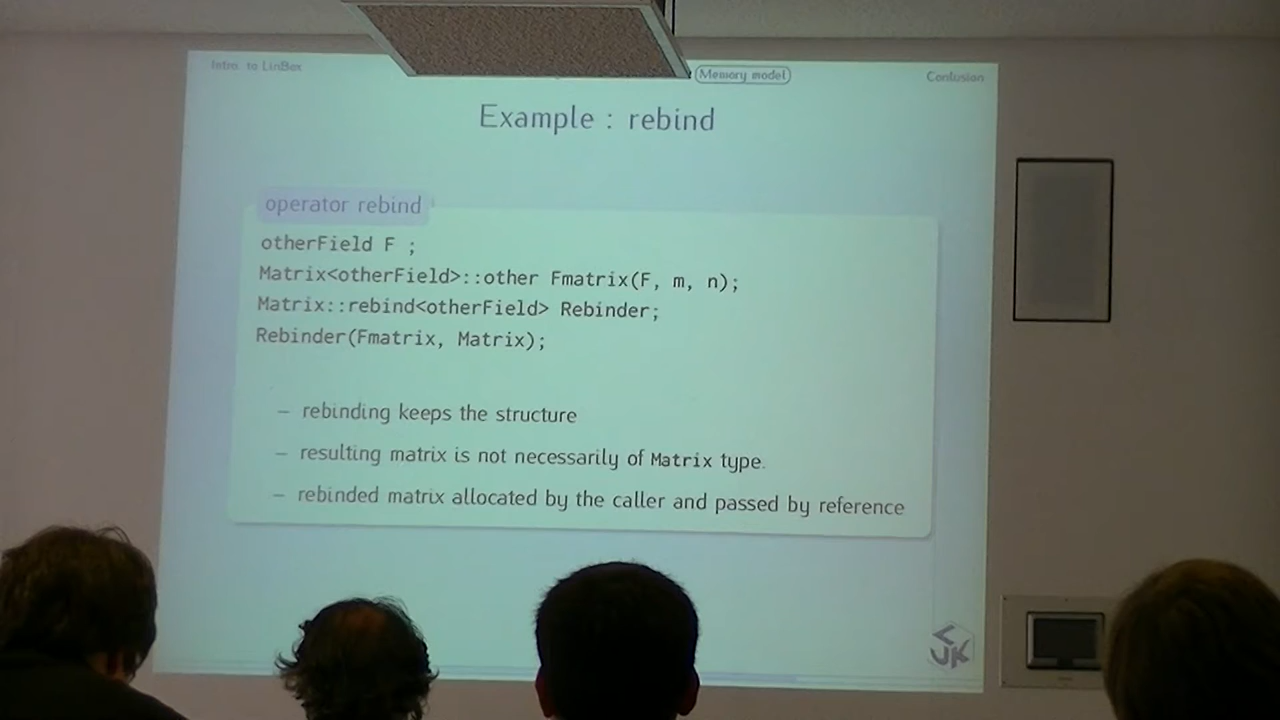 Intro. to LinBox
Memory model
Conlusion
Example : rebind
operator rebind
otherField F ;
Matrix<otherField>::other Fmatrix(F, m, n);
Matrix::rebind<otherField> Rebinder;
Rebinder(Fmatrix, Matrix);
– rebinding keeps the structure
– resulting matrix is not necessarily of Matrix type.
– rebinded matrix allocated by the caller and passed by reference